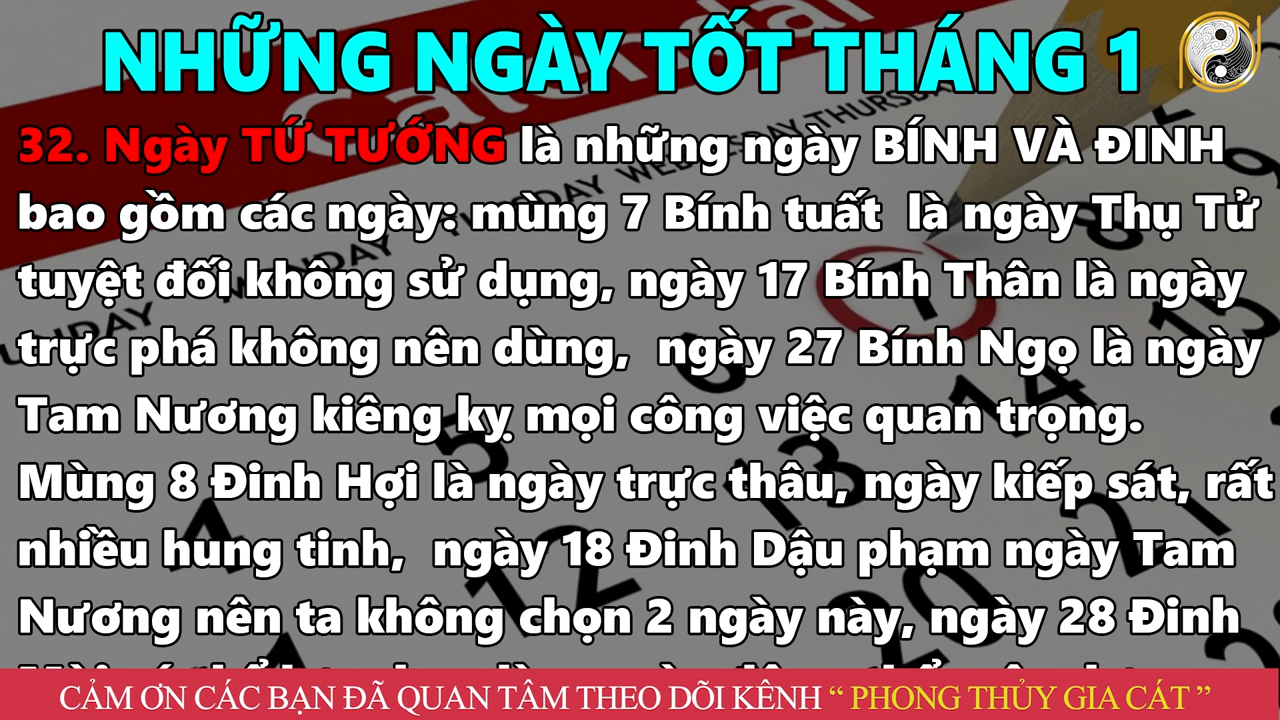 NHỮNG NGÀY TỐT THÁNG 1
32. Ngày TỨ TƯỚNG là những ngày BÍNH VÀ ĐINH
bao gồm các ngày: mùng 7 Bính tuất là ngày Thụ Tử
tuyệt đối không sử dụng, ngày 17 Bính Thân là ngày
trực phá không nên dùng, ngày 27 Bính Ngọ là ngày
Tam Nương kiêng kỵ mọi công việc quan trọng.
Mùng 8 Đinh Hợi là ngày trực thâu, ngày kiếp sát, rất
nhiều hung tinh, ngày 18 Đinh Dậu phạm ngày Tam
Nương nên ta không chọn 2 ngày này, ngày 28 Đinh
CẢM ƠN CÁC BẠN ĐÃ QUAN TÂM THEO DÕI KÊNH “ PHONG THỦY GIA CÁT ”